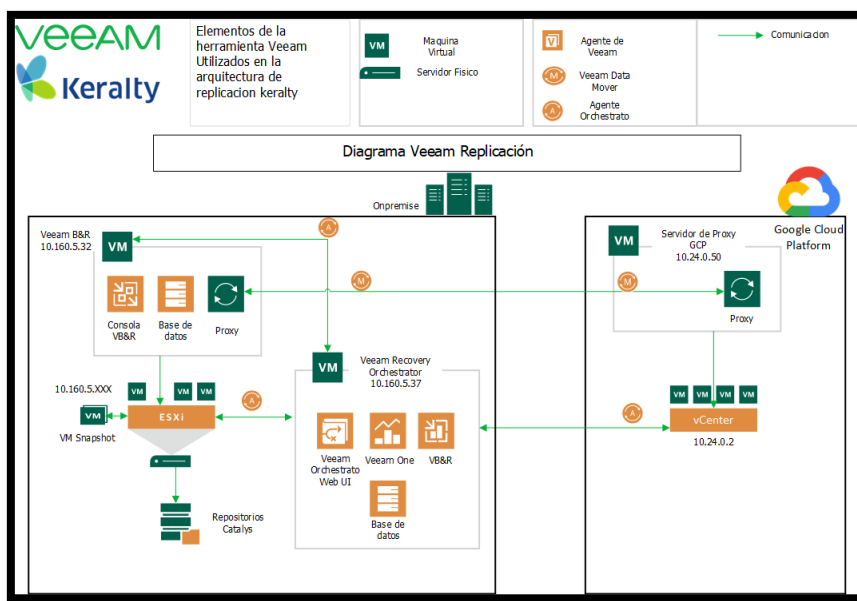 veeAM
Keralty
Elementos de la
herramienta Veeam
Utilizados en la
arquitectura de
replicacion keralty
VM
Maquina
Virtual
Servidor Fisico
V
Agente de
Veeam
M
Veeam Data
Mover
A
Agente
Orchestrato
Comunicacion
Diagrama Veeam Replicación
Onpremise
Google Cloud
Platform
Veeam B&R
10.160.5.32
VM
A
Consola
VB&R
Base de
datos
Proxy
M
VM
Servidor de Proxy
GCP
10.24.0.50
M
Proxy
VM
Veeam Recovery
Orchestrator
10.160.5.37
10.160.5.XXX
VM
VM
VM
VM
VM Snapshot
ESXi
A
Veeam
Orchestrato
Web UI
Veeam One
VB&R
Base de
datos
Repositorios
Catalys
A
VM
VM
VM
VM
vCenter
10.24.0.2